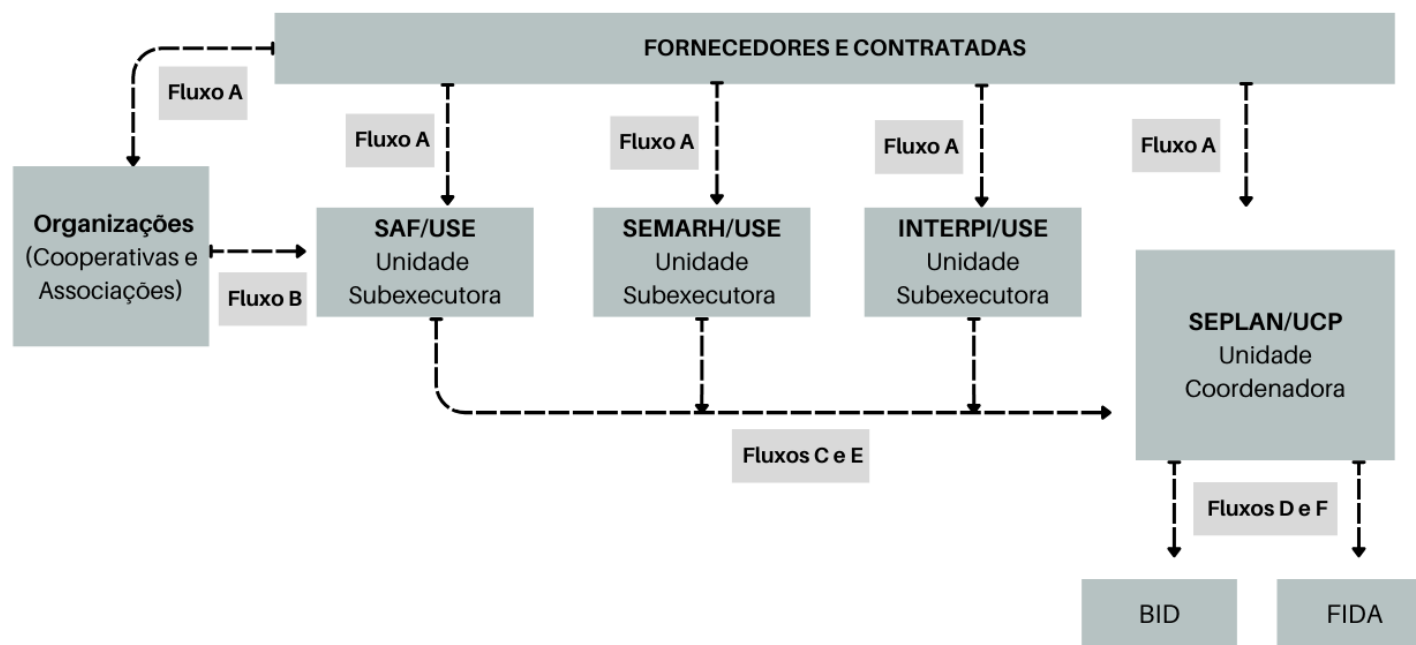 FORNECEDORES E CONTRATADAS
Fluxo A
Fluxo A
Fluxo A
Fluxo A
Fluxo A
Organizações
(Cooperativas e
Associações)
Fluxo B
SAF/USE
Unidade
Subexecutora
SEMARH/USE
Unidade
Subexecutora
INTERPI/USE
Unidade
Subexecutora
SEPLAN/UCP
Unidade
Coordenadora
Fluxos C e E
Fluxos D e F
BID
FIDA